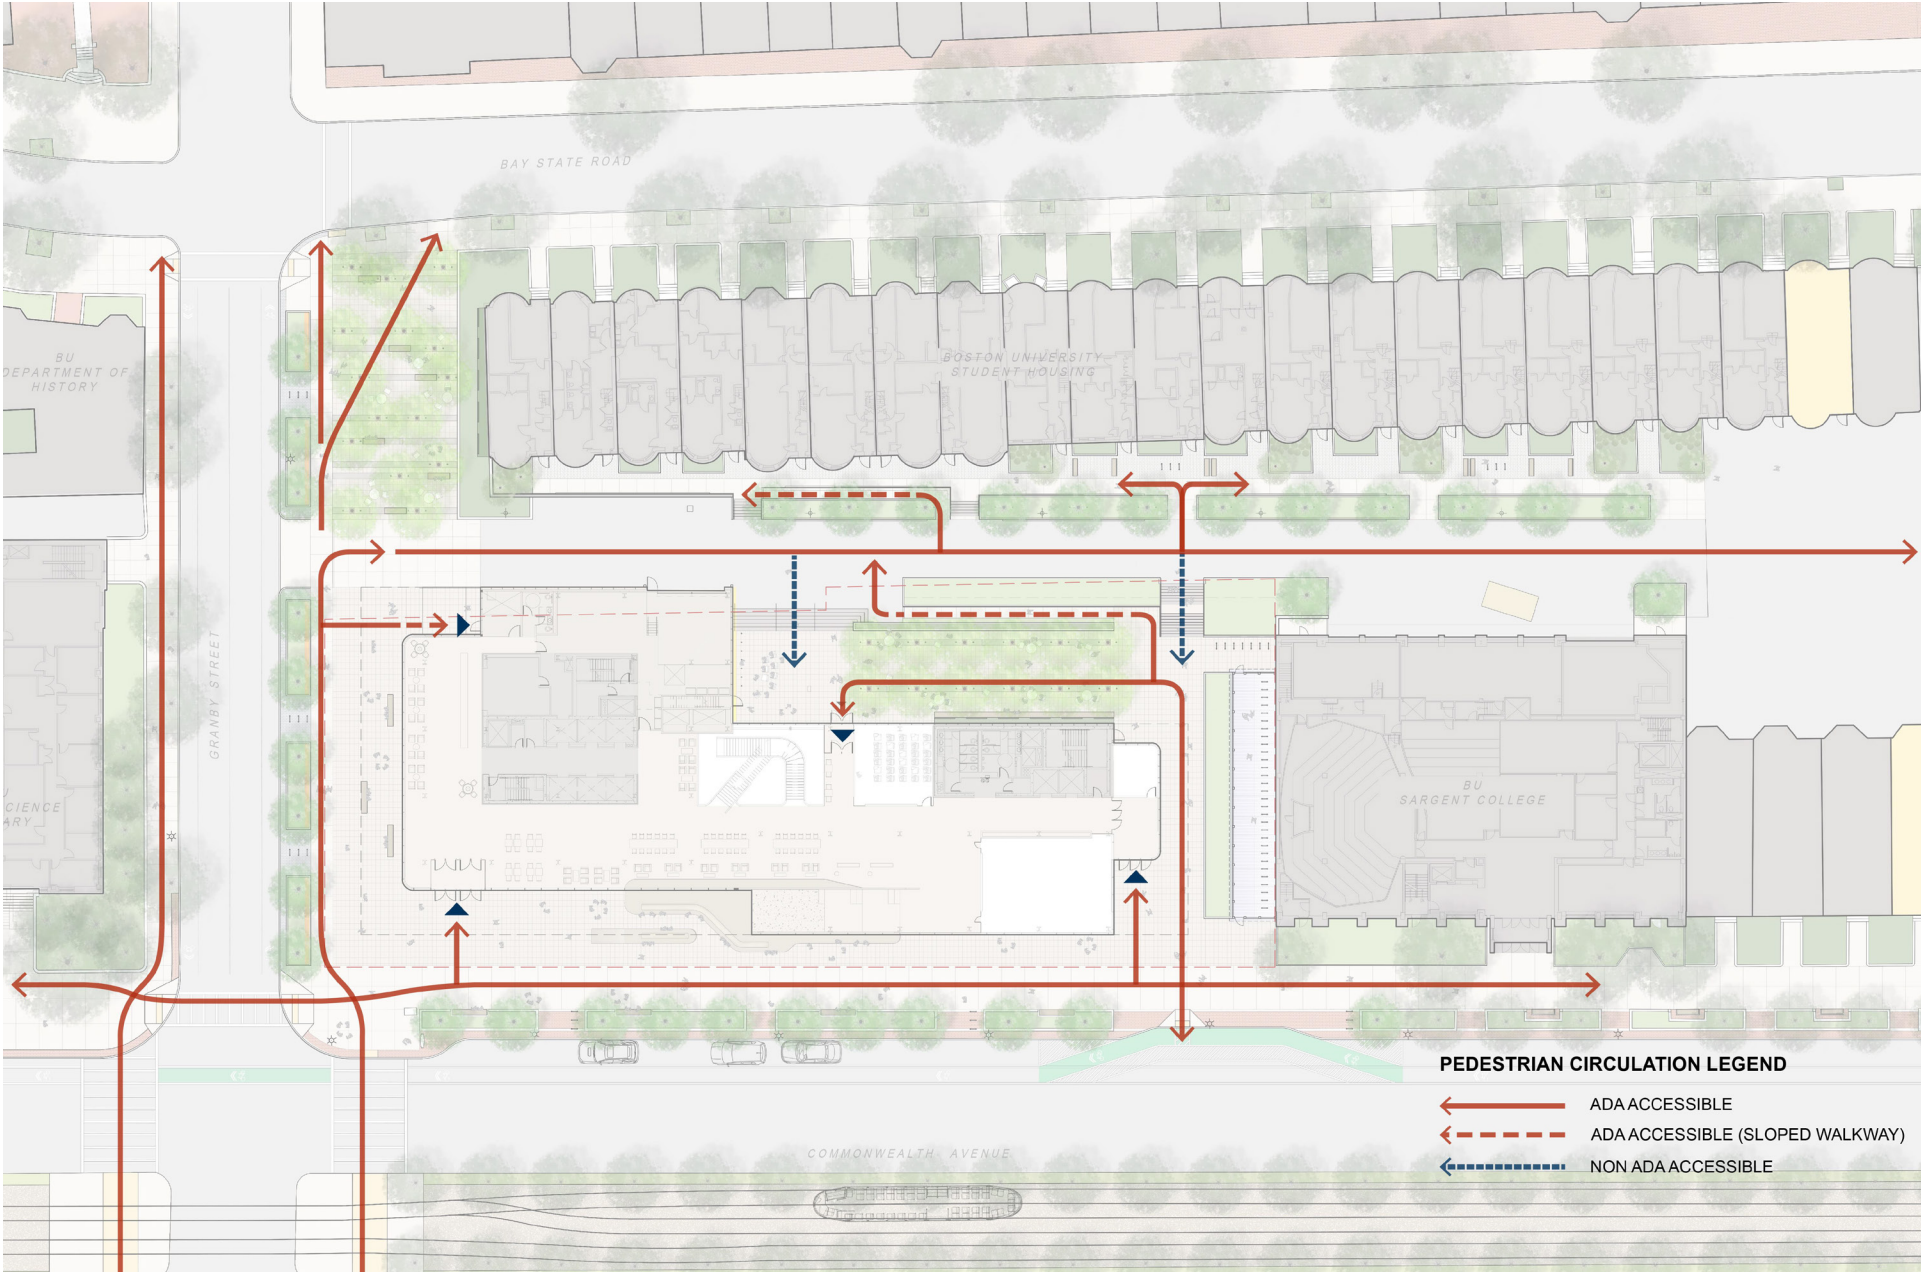 BAY STATE ROAD
BU
DEPARTMENT OF
HISTORY
BOSTON UNIVERSITY
STUDENT HOUSING
GRANBY STREET
BU
SARGENT COLLEGE
CIENCE
ARY
PEDESTRIAN CIRCULATION LEGEND
ADA ACCESSIBLE
ADA ACCESSIBLE (SLOPED WALKWAY)
NON ADA ACCESSIBLE
COMMONWEALTH AVENUE